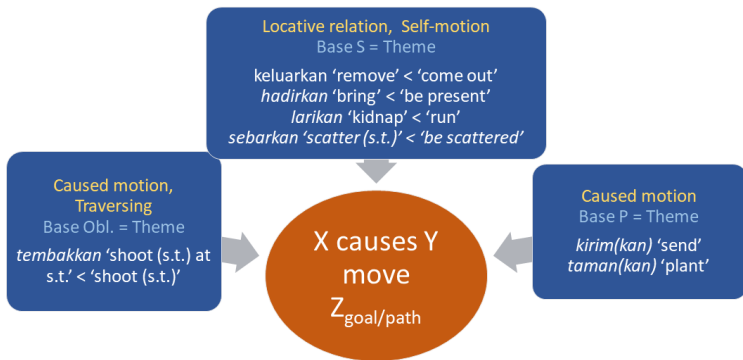 Locative relation, Self-motion
Base S = Theme
keluarkan ‘remove’ < ‘come out’
hadirkan ‘bring’ < ‘be present’
larikan ‘kidnap’ < ‘run’
sebarkan ‘scatter (s.t.)’ < ‘be scattered’
Caused motion,
Traversing
Base Obl. = Theme
tembakkan ‘shoot (s.t.) at
s.t.’ < ‘shoot (s.t.)’
X causes Y
move
Zgoal/path
Caused motion
Base P = Theme
kirim(kan) ‘send’
taman(kan) ‘plant’